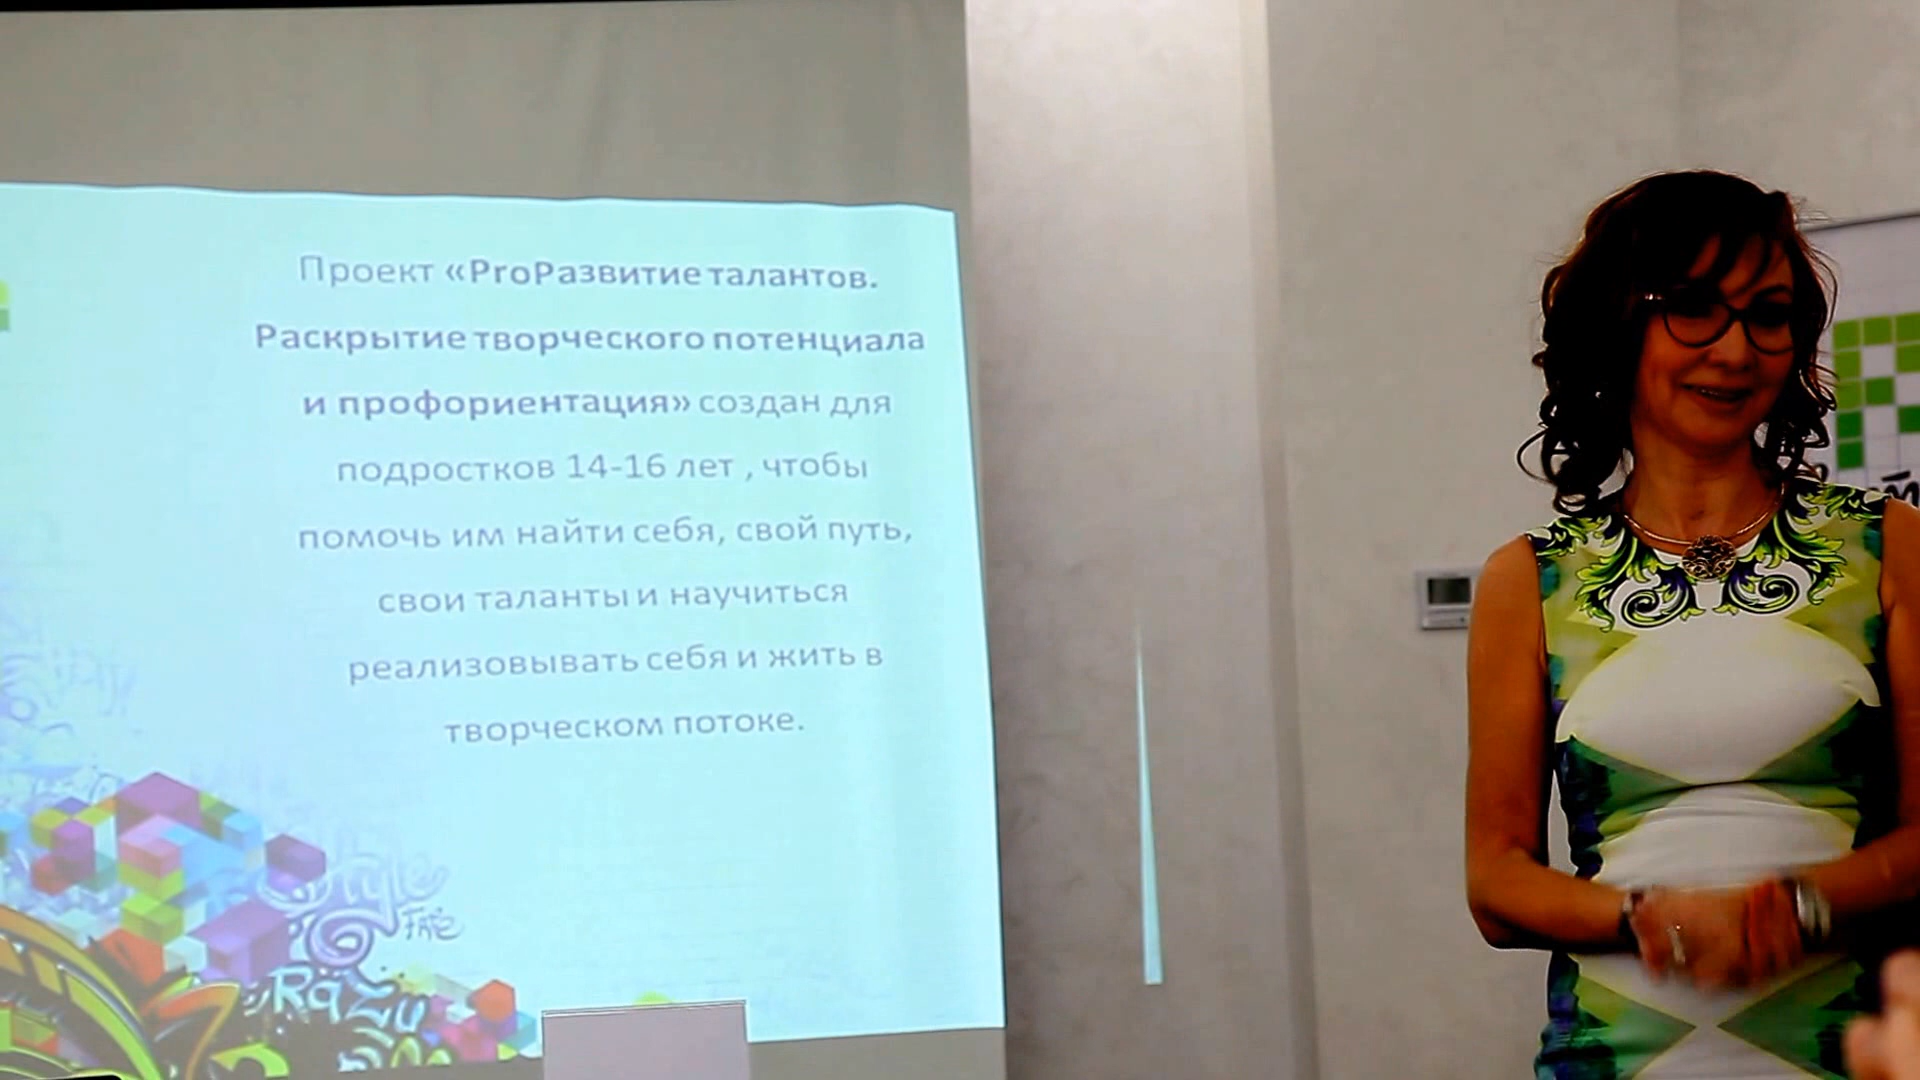 Проект «ProРазвитие талантов.
Раскрытие творческого потенциала
и профориентация» создан для
подростков 14-16 лет , чтобы
помочь им найти себя, свой путь,
свои таланты и научиться
реализовывать себя и жить в
творческом потоке.
Style